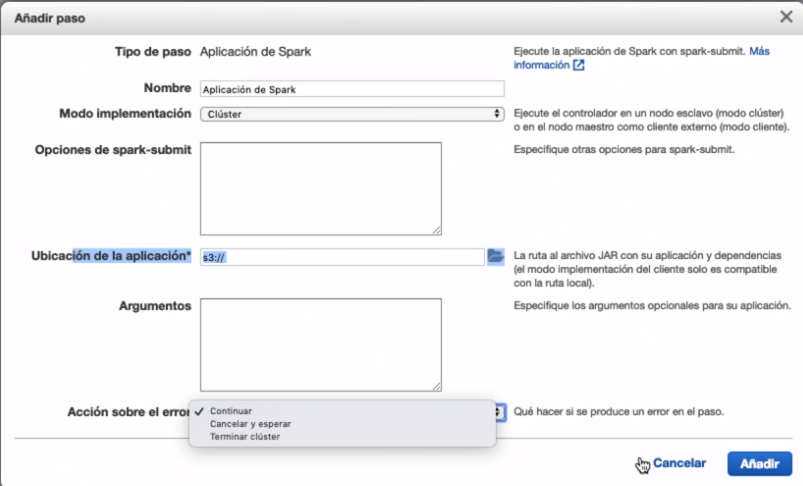 Añadir paso
Tipo de paso Aplicación de Spark
Ejecute la aplicación de Spark con spark-submit. Más
información
Nombre Aplicación de Spark
Modo implementación Clúster
Ejecute el controlador en un nodo esclavo (modo clúster)
o en el nodo maestro como cliente externo (modo cliente).
Opciones de spark-submit
Especifique otras opciones para spark-submit.
Ubicación de la aplicación* s3://
La ruta al archivo JAR con su aplicación y dependencias
(el modo implementación del cliente solo es compatible
con la ruta local).
Argumentos
Especifique los argumentos opcionales para su aplicación.
Acción sobre el error
✓ Continuar
Cancelar y esperar
Terminar clúster
Qué hacer si se produce un error en el paso.
Cancelar Añadir